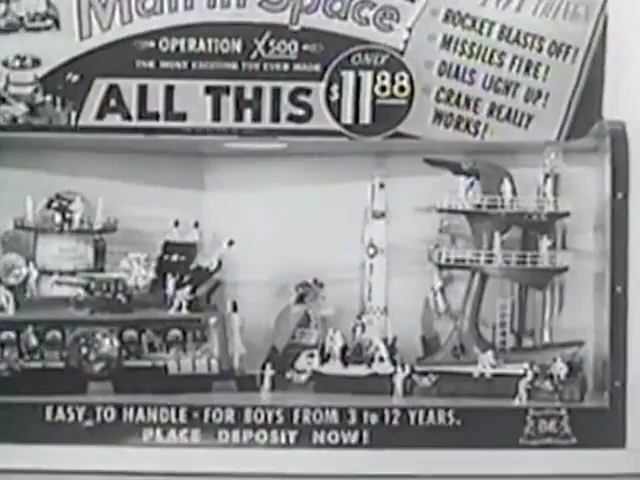 Man in Space
OPERATION X500
THE MOST EXCITING TOY EVER MADE
ALL THIS
ONLY
$11.88
ROCKET BLASTS OFF!
MISSILES FIRE!
DIALS LIGHT UP!
CRANE REALLY
WORKS!
EASY TO HANDLE - FOR BOYS FROM 3 to 12 YEARS.
PLACE DEPOSIT NOW!